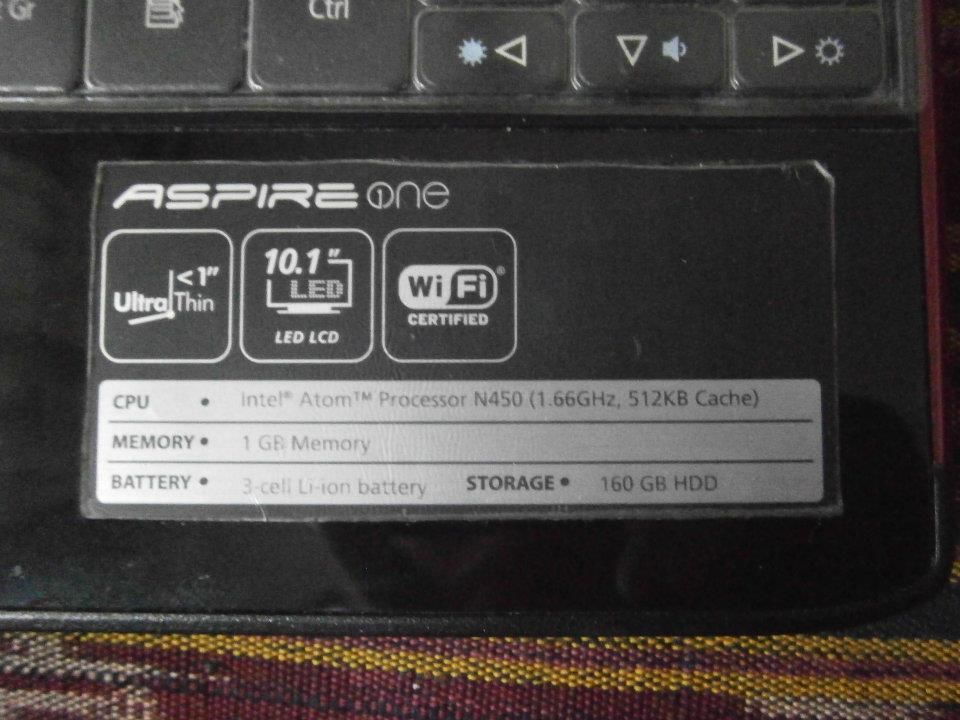 Gr
Ctrl
ASPIRE one
Ultra Thin <1"
10.1"
LED
LED LCD
Wi Fi ®
CERTIFIED
CPU • Intel® Atom™ Processor N450 (1.66GHz, 512KB Cache)
MEMORY • 1 GB Memory
BATTERY • 3-cell Li-ion battery STORAGE • 160 GB HDD